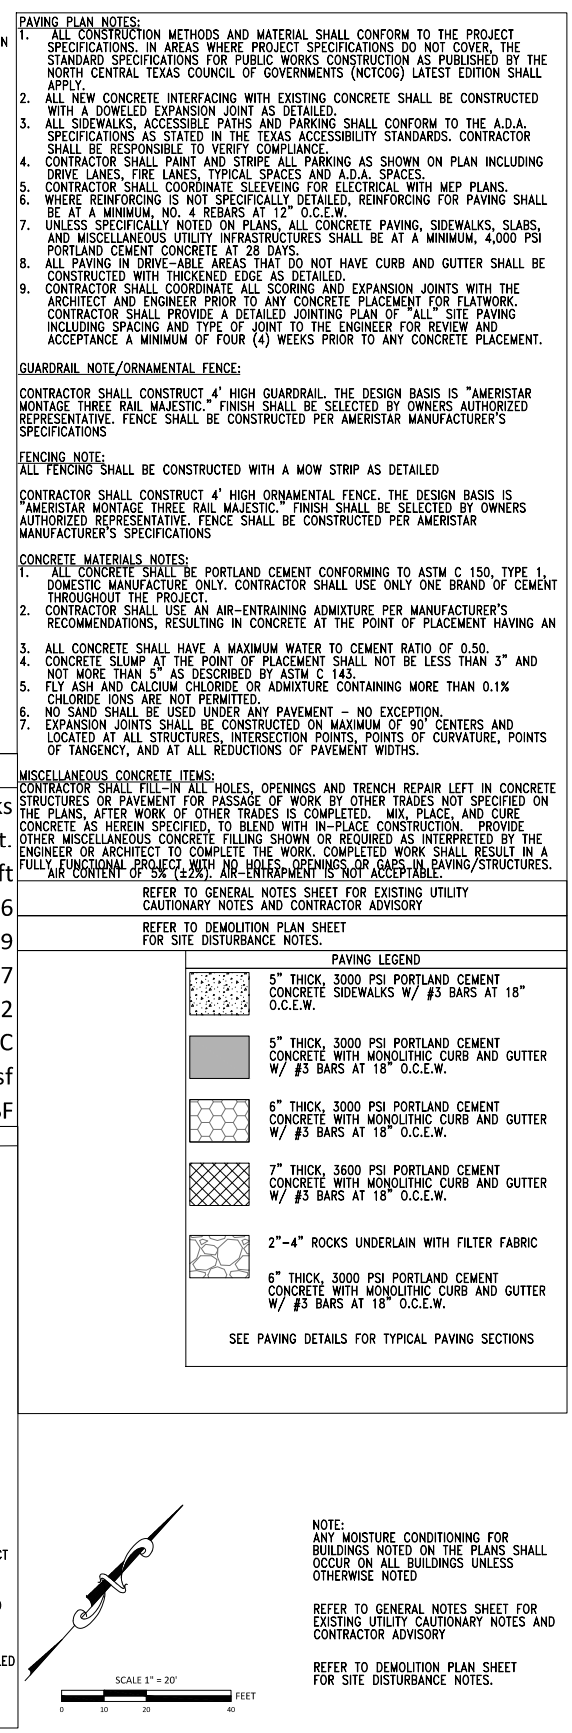 PAVING PLAN NOTES:
1. ALL CONSTRUCTION METHODS AND MATERIAL SHALL CONFORM TO THE PROJECT
SPECIFICATIONS. IN AREAS WHERE PROJECT SPECIFICATIONS DO NOT COVER, THE
STANDARD SPECIFICATIONS FOR PUBLIC WORKS CONSTRUCTION AS PUBLISHED BY THE
NORTH CENTRAL TEXAS COUNCIL OF GOVERNMENTS (NCTCOG) LATEST EDITION SHALL
APPLY.
2. ALL NEW CONCRETE INTERFACING WITH EXISTING CONCRETE SHALL BE CONSTRUCTED
WITH A DOWELED EXPANSION JOINT AS DETAILED.
3. ALL SIDEWALKS, ACCESSIBLE PATHS AND PARKING SHALL CONFORM TO THE A.D.A.
SPECIFICATIONS AS STATED IN THE TEXAS ACCESSIBILITY STANDARDS. CONTRACTOR
SHALL BE RESPONSIBLE TO VERIFY COMPLIANCE.
4. CONTRACTOR SHALL PAINT AND STRIPE ALL PARKING AS SHOWN ON PLAN INCLUDING
DRIVE LANES, FIRE LANES, TYPICAL SPACES AND A.D.A. SPACES.
5. CONTRACTOR SHALL COORDINATE SLEEVEING FOR ELECTRICAL WITH MEP PLANS.
6. WHERE REINFORCING IS NOT SPECIFICALLY DETAILED, REINFORCING FOR PAVING SHALL
BE AT A MINIMUM, NO. 4 REBARS AT 12" O.C.E.W.
7. UNLESS SPECIFICALLY NOTED ON PLANS, ALL CONCRETE PAVING, SIDEWALKS, SLABS,
AND MISCELLANEOUS UTILITY INFRASTRUCTURES SHALL BE AT A MINIMUM, 4,000 PSI
PORTLAND CEMENT CONCRETE AT 28 DAYS.
8. ALL PAVING IN DRIVE-ABLE AREAS THAT DO NOT HAVE CURB AND GUTTER SHALL BE
CONSTRUCTED WITH THICKENED EDGE AS DETAILED.
9. CONTRACTOR SHALL COORDINATE ALL SCORING AND EXPANSION JOINTS WITH THE
ARCHITECT AND ENGINEER PRIOR TO ANY CONCRETE PLACEMENT FOR FLATWORK.
CONTRACTOR SHALL PROVIDE A DETAILED JOINTING PLAN OF "ALL" SITE PAVING
INCLUDING SPACING AND TYPE OF JOINT TO THE ENGINEER FOR REVIEW AND
ACCEPTANCE A MINIMUM OF FOUR (4) WEEKS PRIOR TO ANY CONCRETE PLACEMENT.
GUARDRAIL NOTE/ORNAMENTAL FENCE:
CONTRACTOR SHALL CONSTRUCT 4' HIGH GUARDRAIL. THE DESIGN BASIS IS "AMERISTAR
MONTAGE THREE RAIL MAJESTIC." FINISH SHALL BE SELECTED BY OWNERS AUTHORIZED
REPRESENTATIVE. FENCE SHALL BE CONSTRUCTED PER AMERISTAR MANUFACTURER'S
SPECIFICATIONS
FENCING NOTE:
ALL FENCING SHALL BE CONSTRUCTED WITH A MOW STRIP AS DETAILED
CONTRACTOR SHALL CONSTRUCT 4' HIGH ORNAMENTAL FENCE. THE DESIGN BASIS IS
"AMERISTAR MONTAGE THREE RAIL MAJESTIC." FINISH SHALL BE SELECTED BY OWNERS
AUTHORIZED REPRESENTATIVE. FENCE SHALL BE CONSTRUCTED PER AMERISTAR
MANUFACTURER'S SPECIFICATIONS
CONCRETE MATERIALS NOTES:
1. ALL CONCRETE SHALL BE PORTLAND CEMENT CONFORMING TO ASTM C 150, TYPE 1,
DOMESTIC MANUFACTURE ONLY. CONTRACTOR SHALL USE ONLY ONE BRAND OF CEMENT
THROUGHOUT THE PROJECT.
2. CONTRACTOR SHALL USE AN AIR-ENTRAINING ADMIXTURE PER MANUFACTURER'S
RECOMMENDATIONS, RESULTING IN CONCRETE AT THE POINT OF PLACEMENT HAVING AN
3. ALL CONCRETE SHALL HAVE A MAXIMUM WATER TO CEMENT RATIO OF 0.50.
4. CONCRETE SLUMP AT THE POINT OF PLACEMENT SHALL NOT BE LESS THAN 3" AND
NOT MORE THAN 5" AS DESCRIBED BY ASTM C 143.
5. FLY ASH AND CALCIUM CHLORIDE OR ADMIXTURE CONTAINING MORE THAN 0.1%
CHLORIDE IONS ARE NOT PERMITTED.
6. NO SAND SHALL BE USED UNDER ANY PAVEMENT - NO EXCEPTION.
7. EXPANSION JOINTS SHALL BE CONSTRUCTED ON MAXIMUM OF 90' CENTERS AND
LOCATED AT ALL STRUCTURES, INTERSECTION POINTS, POINTS OF CURVATURE, POINTS
OF TANGENCY, AND AT ALL REDUCTIONS OF PAVEMENT WIDTHS.
MISCELLANEOUS CONCRETE ITEMS:
CONTRACTOR SHALL FILL-IN ALL HOLES, OPENINGS AND TRENCH REPAIR LEFT IN CONCRETE
STRUCTURES OR PAVEMENT FOR PASSAGE OF WORK BY OTHER TRADES NOT SPECIFIED ON
THE PLANS, AFTER WORK OF OTHER TRADES IS COMPLETED. MIX, PLACE, AND CURE
CONCRETE AS HEREIN SPECIFIED, TO BLEND WITH IN-PLACE CONSTRUCTION. PROVIDE
OTHER MISCELLANEOUS CONCRETE FILLING SHOWN OR REQUIRED AS INTERPRETED BY THE
ENGINEER OR ARCHITECT TO COMPLETE THE WORK. COMPLETED WORK SHALL RESULT IN A
FULLY FUNCTIONAL PROJECT WITH NO HOLES, OPENINGS OR GAPS IN PAVING/STRUCTURES.
AIR CONTENT OF 5% (±2%). AIR-ENTRAPMENT IS NOT ACCEPTABLE.
REFER TO GENERAL NOTES SHEET FOR EXISTING UTILITY
CAUTIONARY NOTES AND CONTRACTOR ADVISORY
REFER TO DEMOLITION PLAN SHEET
FOR SITE DISTURBANCE NOTES.
PAVING LEGEND
5" THICK, 3000 PSI PORTLAND CEMENT
CONCRETE SIDEWALKS W/ #3 BARS AT 18"
O.C.E.W.
5" THICK, 3000 PSI PORTLAND CEMENT
CONCRETE WITH MONOLITHIC CURB AND GUTTER
W/ #3 BARS AT 18" O.C.E.W.
6" THICK, 3000 PSI PORTLAND CEMENT
CONCRETE WITH MONOLITHIC CURB AND GUTTER
W/ #3 BARS AT 18" O.C.E.W.
7" THICK, 3600 PSI PORTLAND CEMENT
CONCRETE WITH MONOLITHIC CURB AND GUTTER
W/ #3 BARS AT 18" O.C.E.W.
2"-4" ROCKS UNDERLAIN WITH FILTER FABRIC
6" THICK, 3000 PSI PORTLAND CEMENT
CONCRETE WITH MONOLITHIC CURB AND GUTTER
W/ #3 BARS AT 18" O.C.E.W.
SEE PAVING DETAILS FOR TYPICAL PAVING SECTIONS
NOTE:
ANY MOISTURE CONDITIONING FOR
BUILDINGS NOTED ON THE PLANS SHALL
OCCUR ON ALL BUILDINGS UNLESS
OTHERWISE NOTED
REFER TO GENERAL NOTES SHEET FOR
EXISTING UTILITY CAUTIONARY NOTES AND
CONTRACTOR ADVISORY
REFER TO DEMOLITION PLAN SHEET
FOR SITE DISTURBANCE NOTES.
SCALE 1" = 20'
FEET
0 10 20 40